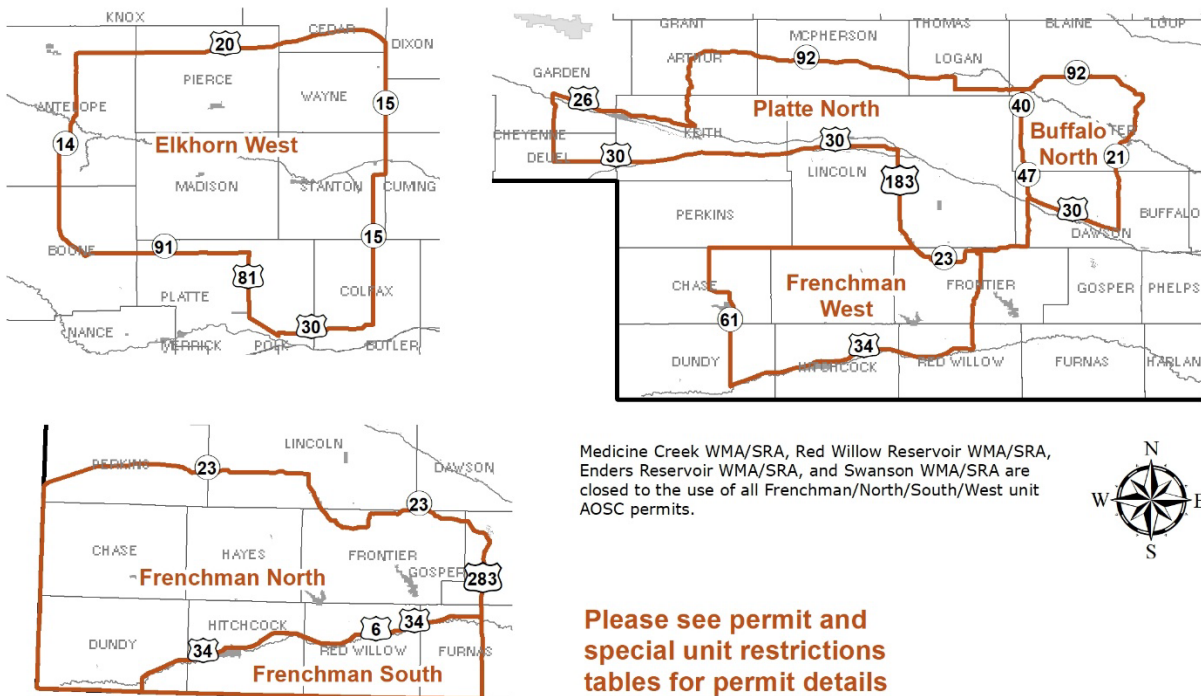 KNOX
CEDAR
DIXON
20
PIERCE
WAYNE
15
ANTELOPE
14
Elkhorn West
MADISON
STANTON
CUMING
15
BOONE
91
81
PLATTE
COLFAX
30
NANCE
MERRICK
POLK
BUTLER
GRANT
THOMAS
BLAINE
LOUP
MCPHERSON
ARTHUR
92
LOGAN
92
GARDEN
26
Platte North
40
Buffalo
North
CHEYENNE
KEITH
TER
DEUEL
30
30
LINCOLN
183
47
21
PERKINS
30
BUFFALO
DAWSON
23
CHASE
Frenchman
West
FRONTIER
GOSPER
PHELPS
61
34
DUNDY
HITCHCOCK
RED WILLOW
FURNAS
HARLAN
LINCOLN
PERKINS
23
DAWSON
23
CHASE
HAYES
FRONTIER
GOSPER
283
Frenchman North
HITCHCOCK
6
34
DUNDY
34
RED WILLOW
FURNAS
Frenchman South
Medicine Creek WMA/SRA, Red Willow Reservoir WMA/SRA,
Enders Reservoir WMA/SRA, and Swanson WMA/SRA are
closed to the use of all Frenchman/North/South/West unit
AOSC permits.
N
W
E
S
Please see permit and
special unit restrictions
tables for permit details